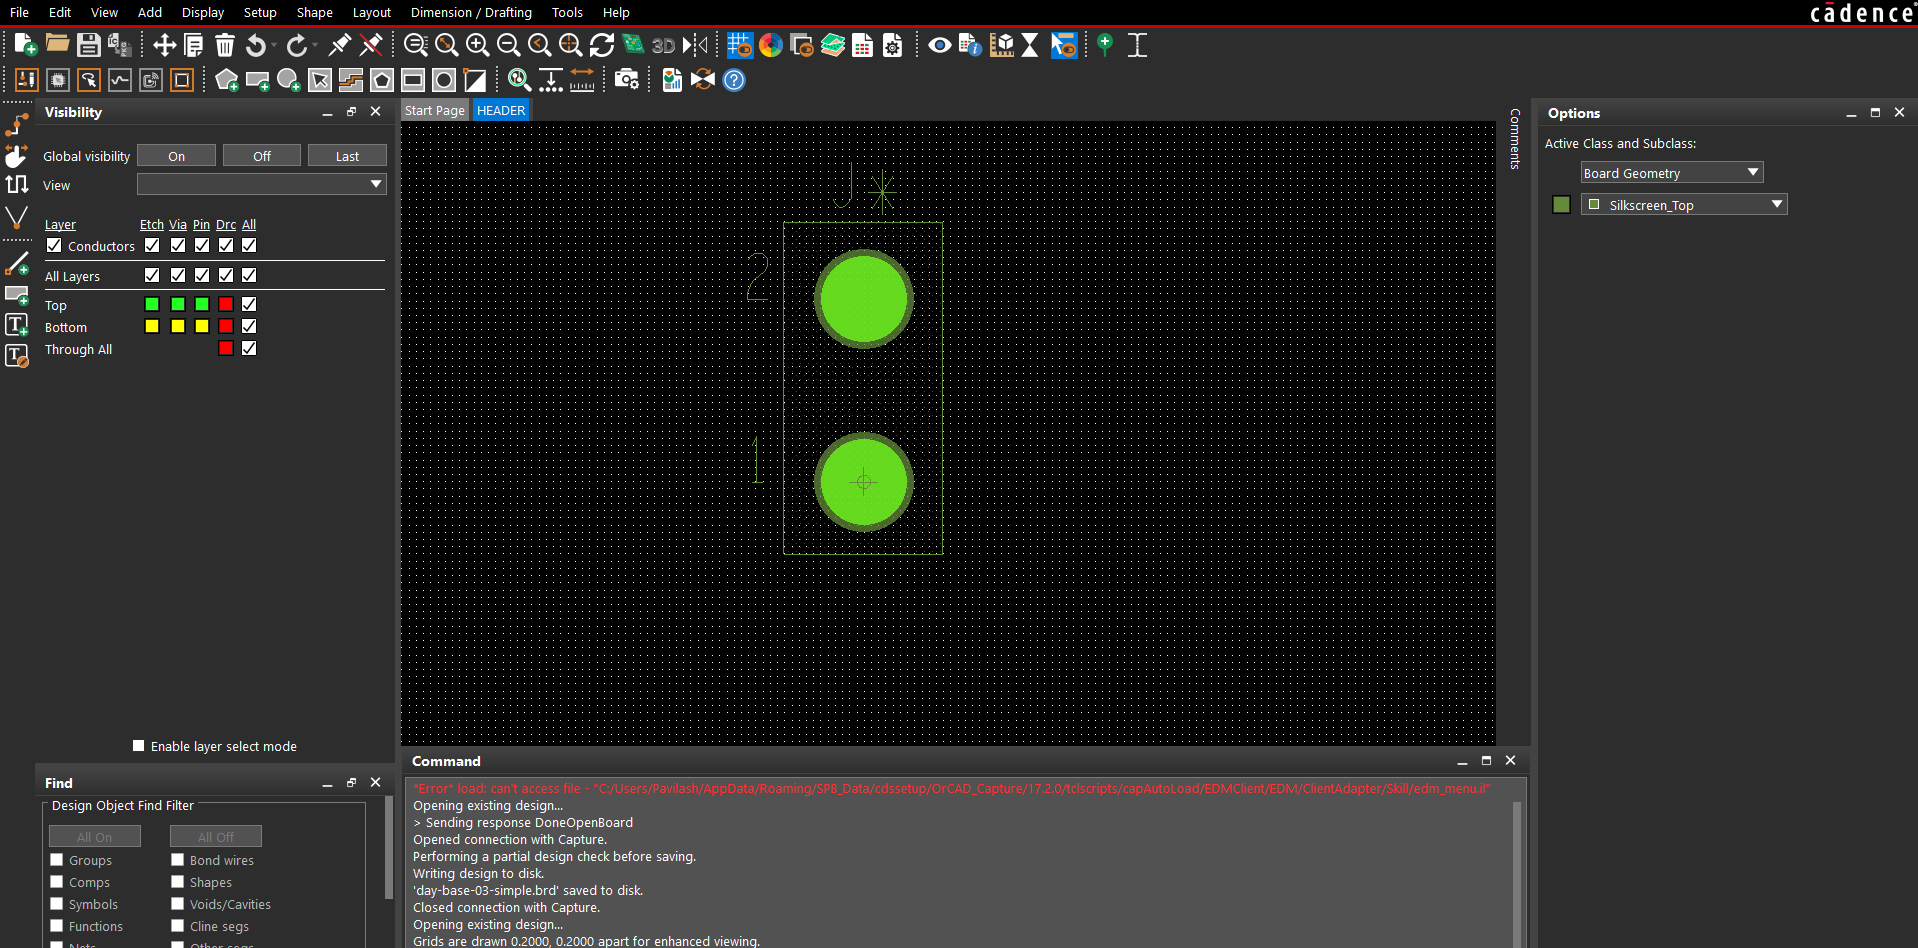 File Edit View Add Display Setup Shape Layout Dimension / Drafting Tools Help
cādence
3D
Visibility
Global visibility On Off Last
View
Layer Etch Via Pin Drc All
Conductors
All Layers
Top
Bottom
Through All
Enable layer select mode
Find
Design Object Find Filter
All On All Off
Groups Bond wires
Comps Shapes
Symbols Voids/Cavities
Functions Cline segs
Nets Other segs
Start Page HEADER
J*
2
1
Comments
Command
*Error* load: can't access file - "C:/Users/Pavilash/AppData/Roaming/SPB_Data/cdssetup/OrCAD_Capture/17.2.0/tclscripts/capAutoLoad/EDMClient/EDM/ClientAdapter/Skill/edm_menu.il"
Opening existing design...
> Sending response DoneOpenBoard
Opened connection with Capture.
Performing a partial design check before saving.
Writing design to disk.
'day-base-03-simple.brd' saved to disk.
Closed connection with Capture.
Opening existing design...
Grids are drawn 0.2000, 0.2000 apart for enhanced viewing.
Options
Active Class and Subclass:
Board Geometry
Silkscreen_Top